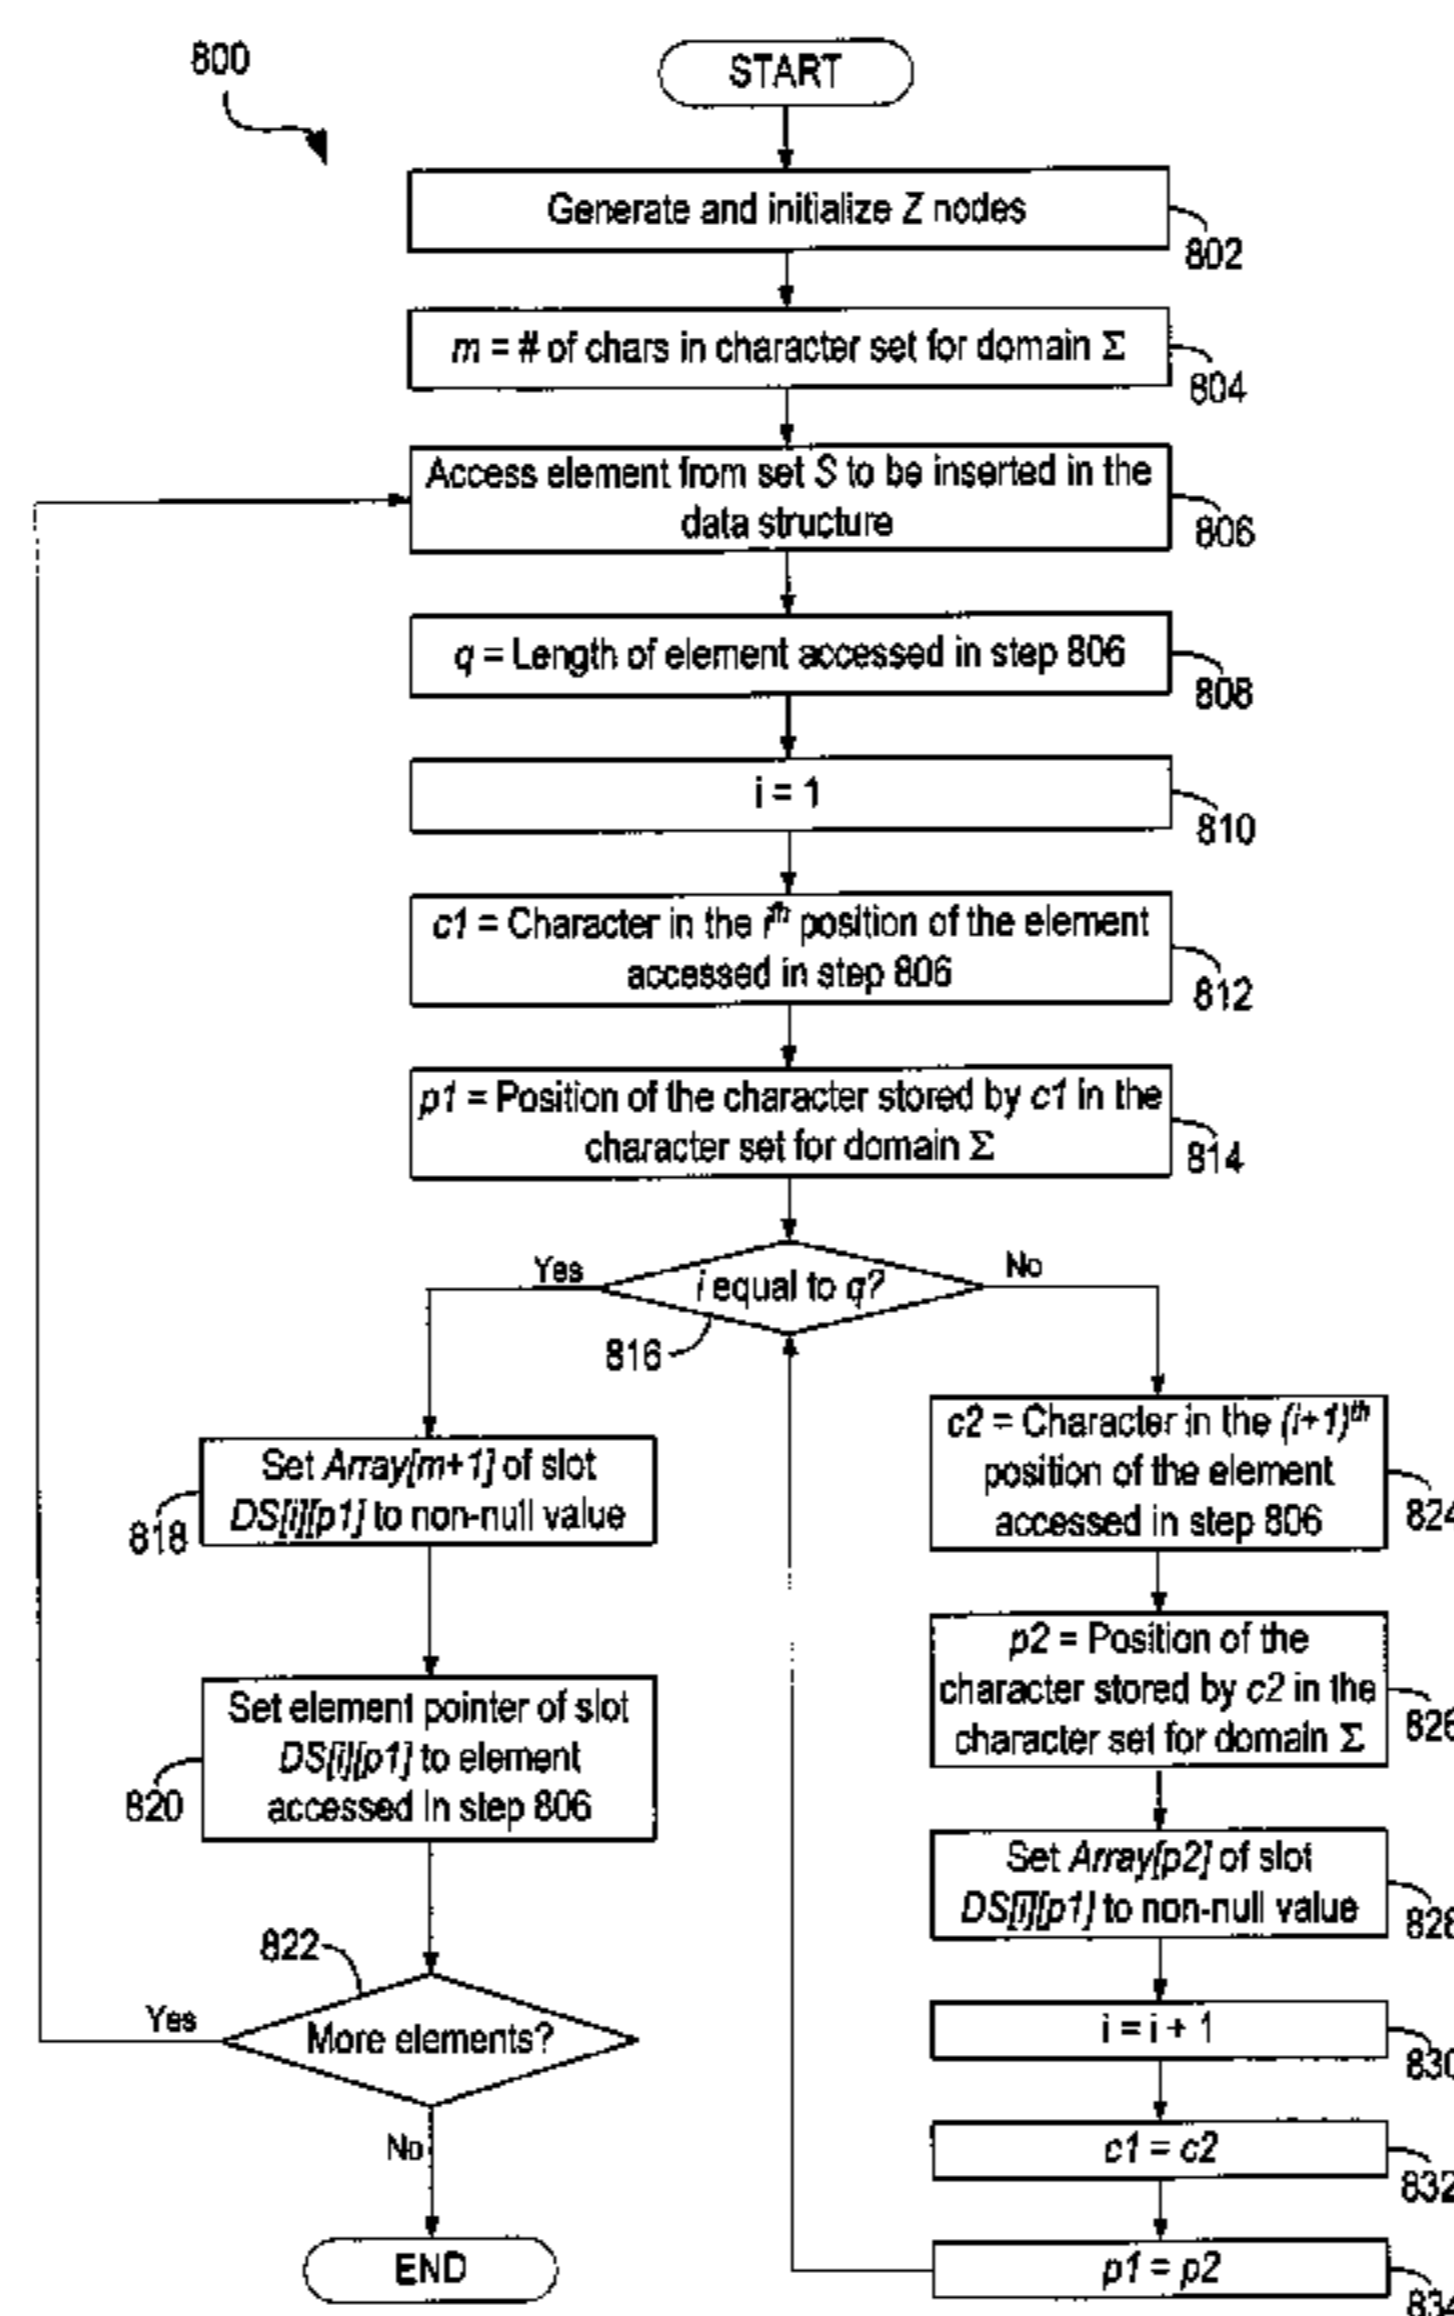 800
START
Generate and initialize Z nodes
802
m = # of chars in character set for domain Σ
804
Access element from set S to be inserted in the
data structure
806
q = Length of element accessed in step 806
808
i = 1
810
c1 = Character in the ith position of the element
accessed in step 806
812
p1 = Position of the character stored by c1 in the
character set for domain Σ
814
Yes
i equal to q?
No
816
Set Array[m+1] of slot
DS[i][p1] to non-null value
818
Set element pointer of slot
DS[i][p1] to element
accessed in step 806
820
822
Yes
More elements?
No
END
c2 = Character in the (i+1)th
position of the element
accessed in step 806
824
p2 = Position of the
character stored by c2 in the
character set for domain Σ
826
Set Array[p2] of slot
DS[i][p1] to non-null value
828
i = i + 1
830
c1 = c2
832
p1 = p2
834